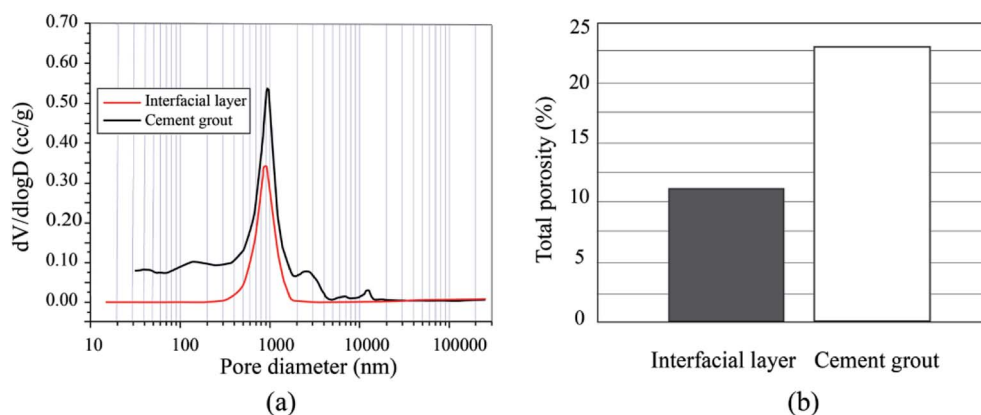 0.70
0.60
0.50
0.40
0.30
0.20
0.10
0.00
dV/dlogD (cc/g)
Interfacial layer
Cement grout
10 100 1000 10000 100000
Pore diameter (nm)
(a)
25
25
15
10
5
0
Total porosity (%)
Interfacial layer Cement grout
(b)